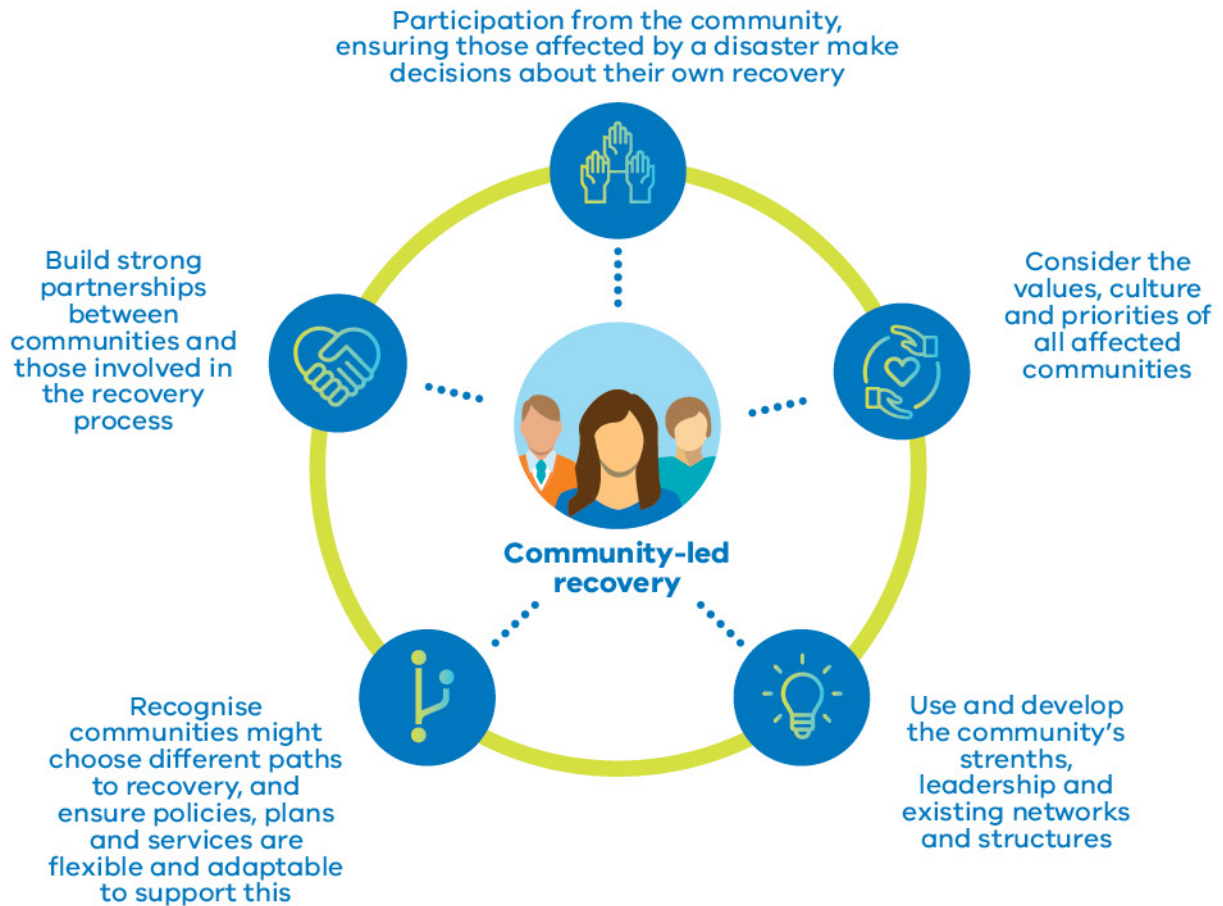 Participation from the community,
ensuring those affected by a disaster make
decisions about their own recovery
Build strong
partnerships
between
communities and
those involved in
the recovery
process
Consider the
values, culture
and priorities of
all affected
communities
Community-led
recovery
Recognise
communities might
choose different paths
to recovery, and
ensure policies, plans
and services are
flexible and adaptable
to support this
Use and develop
the community’s
strenths,
leadership and
existing networks
and structures